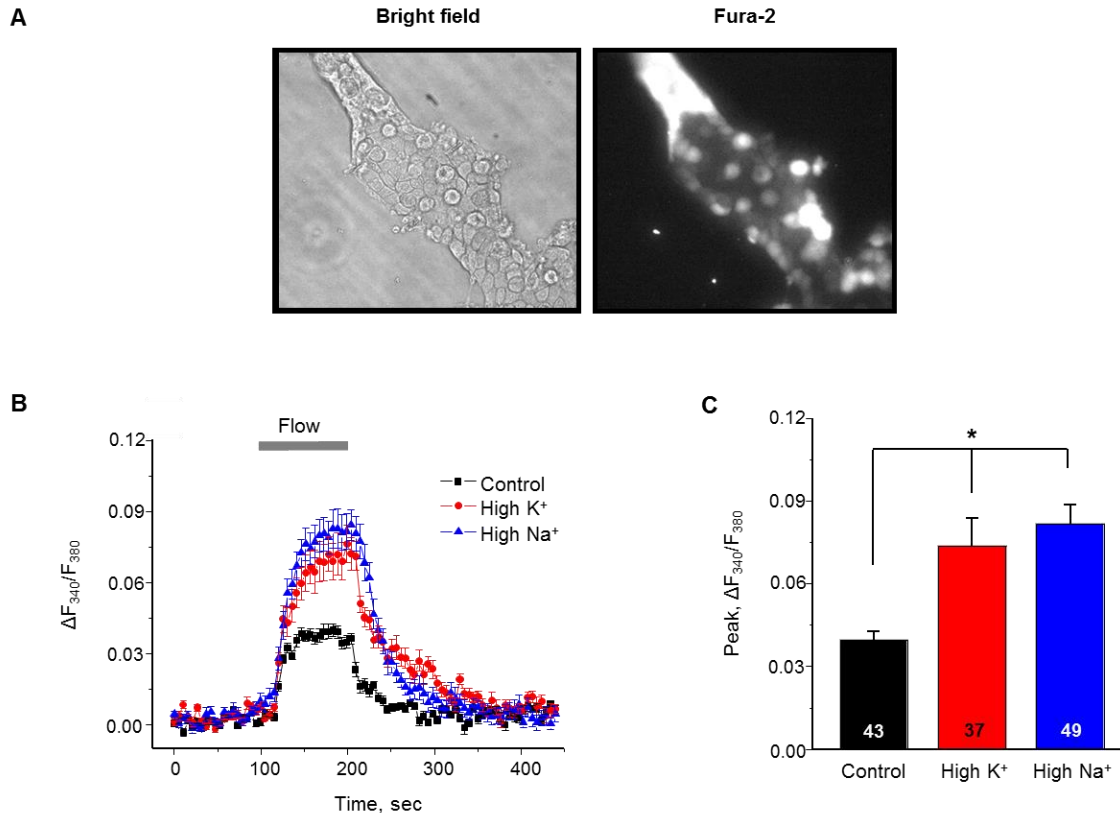 A
Bright field
Fura-2
B
Flow
0.12
0.09
0.06
0.03
0.00
ΔF340/F380
Control
High K⁺
High Na⁺
0
100
200
300
400
Time, sec
C
0.12
0.09
0.06
0.03
0.00
Peak, ΔF340/F380
*
43
37
49
Control
High K⁺
High Na⁺